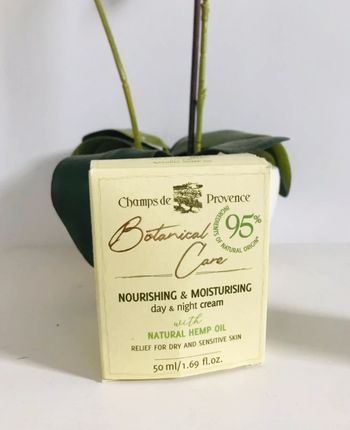 Champs de Provence
Botanical
Care
95%
INGREDIENTS OF NATURAL ORIGIN
NOURISHING & MOISTURISING
day & night cream
with
NATURAL HEMP OIL
RELIEF FOR DRY AND SENSITIVE SKIN
50 ml/1.69 fl.oz.